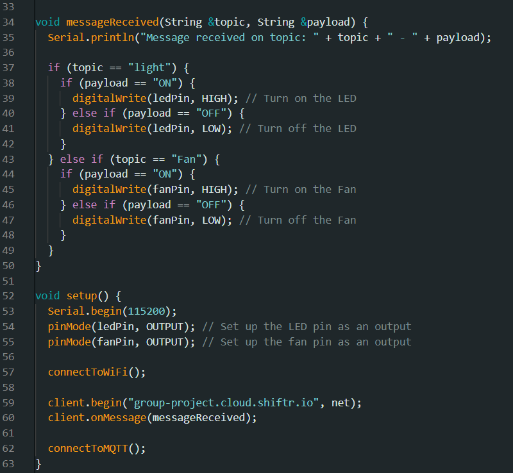 33
34 void messageReceived(String &topic, String &payload) {
35   Serial.println("Message received on topic: " + topic + " - " + payload);
36
37   if (topic == "light") {
38     if (payload == "ON") {
39       digitalWrite(ledPin, HIGH); // Turn on the LED
40     } else if (payload == "OFF") {
41       digitalWrite(ledPin, LOW); // Turn off the LED
42     }
43   } else if (topic == "Fan") {
44     if (payload == "ON") {
45       digitalWrite(fanPin, HIGH); // Turn on the Fan
46     } else if (payload == "OFF") {
47       digitalWrite(fanPin, LOW); // Turn off the Fan
48     }
49   }
50 }
51
52 void setup() {
53   Serial.begin(115200);
54   pinMode(ledPin, OUTPUT); // Set up the LED pin as an output
55   pinMode(fanPin, OUTPUT); // Set up the fan pin as an output
56
57   connectToWiFi();
58
59   client.begin("group-project.cloud.shiftr.io", net);
60   client.onMessage(messageReceived);
61
62   connectToMQTT();
63 }